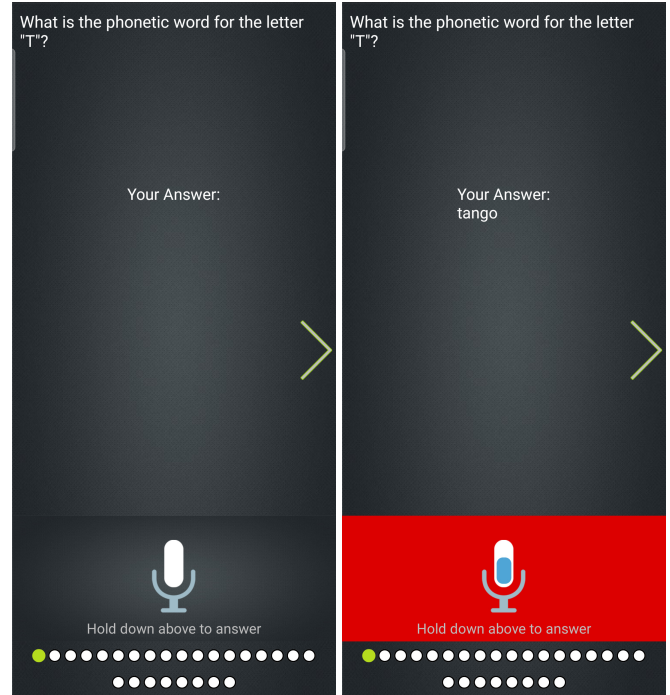 What is the phonetic word for the letter
"T"?
Your Answer:
Hold down above to answer
What is the phonetic word for the letter
"T"?
Your Answer:
tango
Hold down above to answer